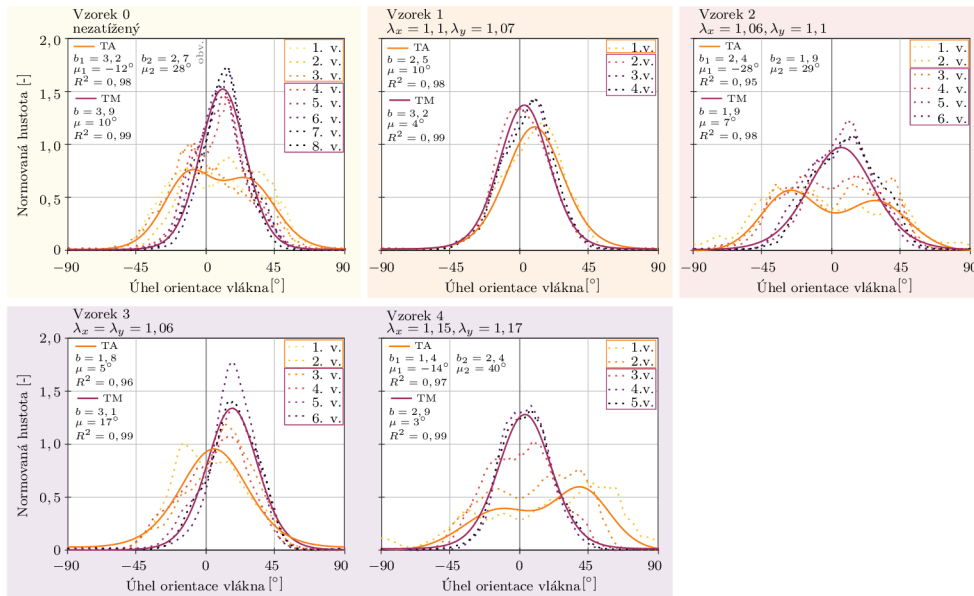 Vzorek 0
nezatížený
obv.
TA
b₁ = 3, 2 b₂ = 2, 7
μ₁ = −12° μ₂ = 28°
R² = 0, 98
TM
b = 3, 9
μ = 10°
R² = 0, 99
1. v.
2. v.
3. v.
4. v.
5. v.
6. v.
7. v.
8. v.
Normovaná hustota [-]
2, 0
1, 5
1, 0
0, 5
0
−90 −45 0 45 90
Úhel orientace vlákna[°]
Vzorek 1
λx = 1, 1, λy = 1, 07
TA
b = 2, 5
μ = 10°
R² = 0, 98
TM
b = 3, 2
μ = 4°
R² = 0, 99
1.v.
2.v.
3.v.
4.v.
−90 −45 0 45 90
Úhel orientace vlákna[°]
Vzorek 2
λx = 1, 06, λy = 1, 1
TA
b₁ = 2, 4 b₂ = 1, 9
μ₁ = −28° μ₂ = 29°
R² = 0, 95
TM
b = 1, 9
μ = 7°
R² = 0, 98
1. v.
2. v.
3. v.
4. v.
5. v.
6. v.
−90 −45 0 45 90
Úhel orientace vlákna[°]
Vzorek 3
λx = λy = 1, 06
TA
b = 1, 8
μ = 5°
R² = 0, 96
TM
b = 3, 1
μ = 17°
R² = 0, 99
1. v.
2. v.
3. v.
4. v.
5. v.
6. v.
Normovaná hustota [-]
2, 0
1, 5
1, 0
0, 5
0
−90 −45 0 45 90
Úhel orientace vlákna[°]
Vzorek 4
λx = 1, 15, λy = 1, 17
TA
b₁ = 1, 4 b₂ = 2, 4
μ₁ = −14° μ₂ = 40°
R² = 0, 97
TM
b = 2, 9
μ = 3°
R² = 0, 99
1.v.
2.v.
3.v.
4.v.
5.v.
−90 −45 0 45 90
Úhel orientace vlákna[°]